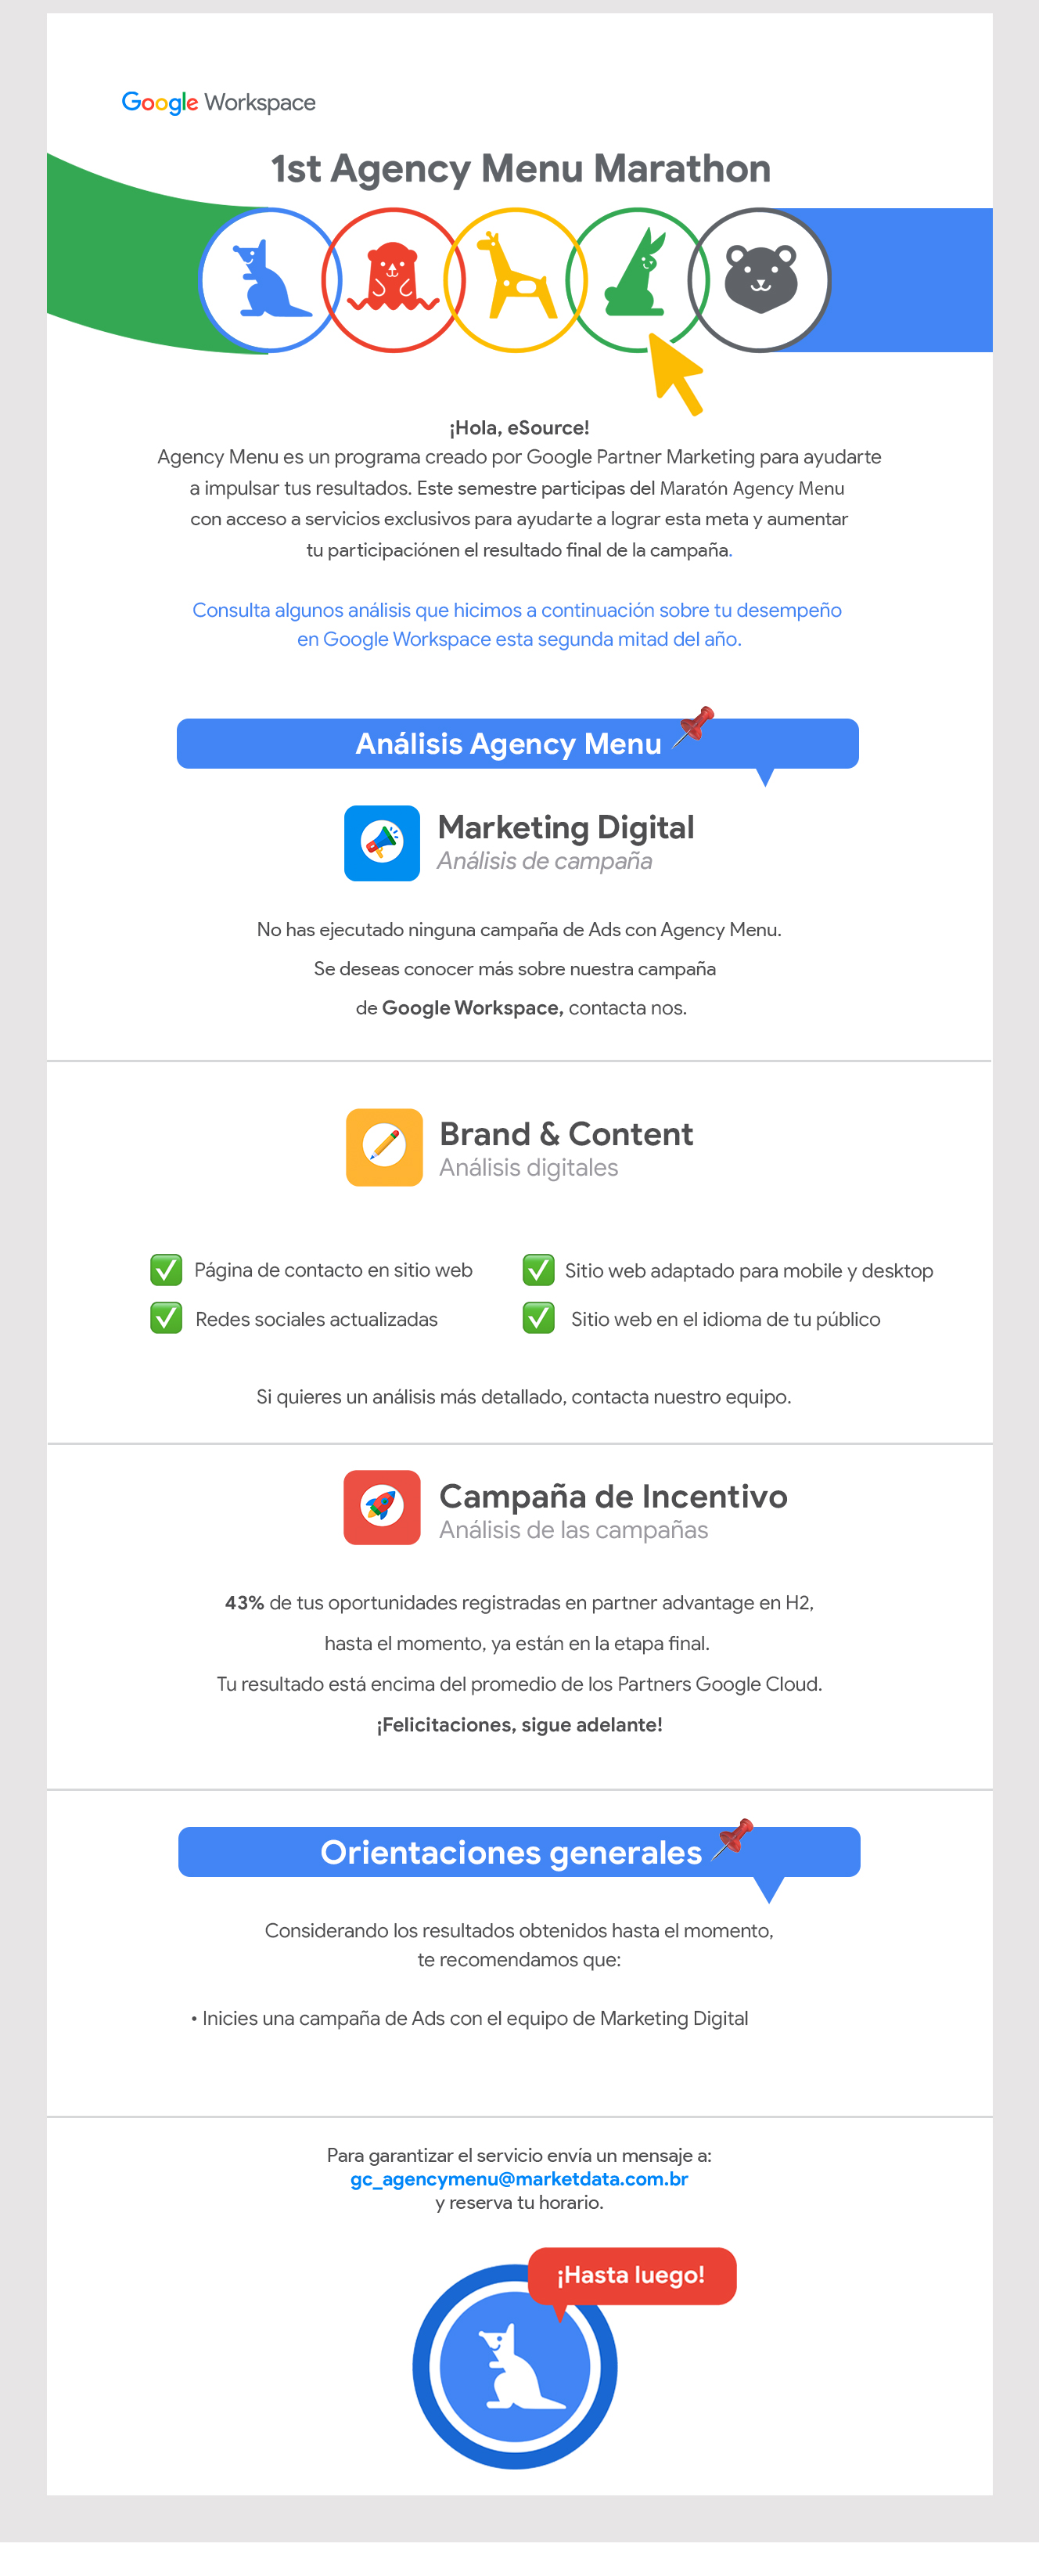 Google Workspace
1st Agency Menu Marathon
¡Hola, eSource!
Agency Menu es un programa creado por Google Partner Marketing para ayudarte
a impulsar tus resultados. Este semestre participas del Maratón Agency Menu
con acceso a servicios exclusivos para ayudarte a lograr esta meta y aumentar
tu participaciónen el resultado final de la campaña.
Consulta algunos análisis que hicimos a continuación sobre tu desempeño
en Google Workspace esta segunda mitad del año.
Análisis Agency Menu
Marketing Digital
Análisis de campaña
No has ejecutado ninguna campaña de Ads con Agency Menu.
Se deseas conocer más sobre nuestra campaña
de Google Workspace, contacta nos.
Brand & Content
Análisis digitales
Página de contacto en sitio web
Sitio web adaptado para mobile y desktop
Redes sociales actualizadas
Sitio web en el idioma de tu público
Si quieres un análisis más detallado, contacta nuestro equipo.
Campaña de Incentivo
Análisis de las campañas
43% de tus oportunidades registradas en partner advantage en H2,
hasta el momento, ya están en la etapa final.
Tu resultado está encima del promedio de los Partners Google Cloud.
¡Felicitaciones, sigue adelante!
Orientaciones generales
Considerando los resultados obtenidos hasta el momento,
te recomendamos que:
• Inicies una campaña de Ads con el equipo de Marketing Digital
Para garantizar el servicio envía un mensaje a:
gc_agencymenu@marketdata.com.br
y reserva tu horario.
¡Hasta luego!